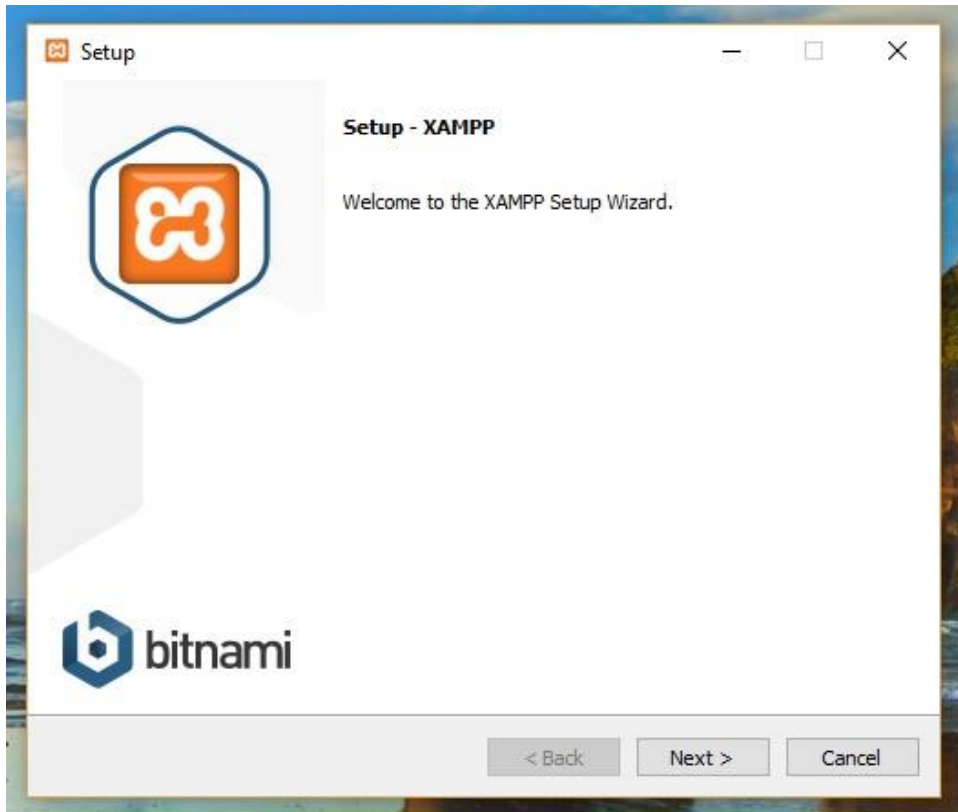 Setup
Setup - XAMPP
Welcome to the XAMPP Setup Wizard.
bitnami
< Back
Next >
Cancel